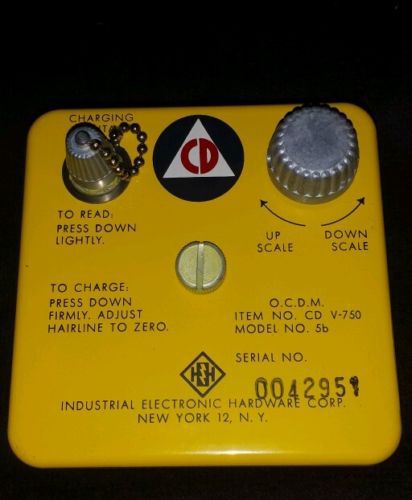 CHARGING
CD
TO READ:
PRESS DOWN
LIGHTLY.
UP
SCALE
DOWN
SCALE
TO CHARGE:
PRESS DOWN
FIRMLY. ADJUST
HAIRLINE TO ZERO.
O.C.D.M.
ITEM NO. CD V-750
MODEL NO. 5b
SERIAL NO.
004295
IEH
INDUSTRIAL ELECTRONIC HARDWARE CORP.
NEW YORK 12, N.Y.